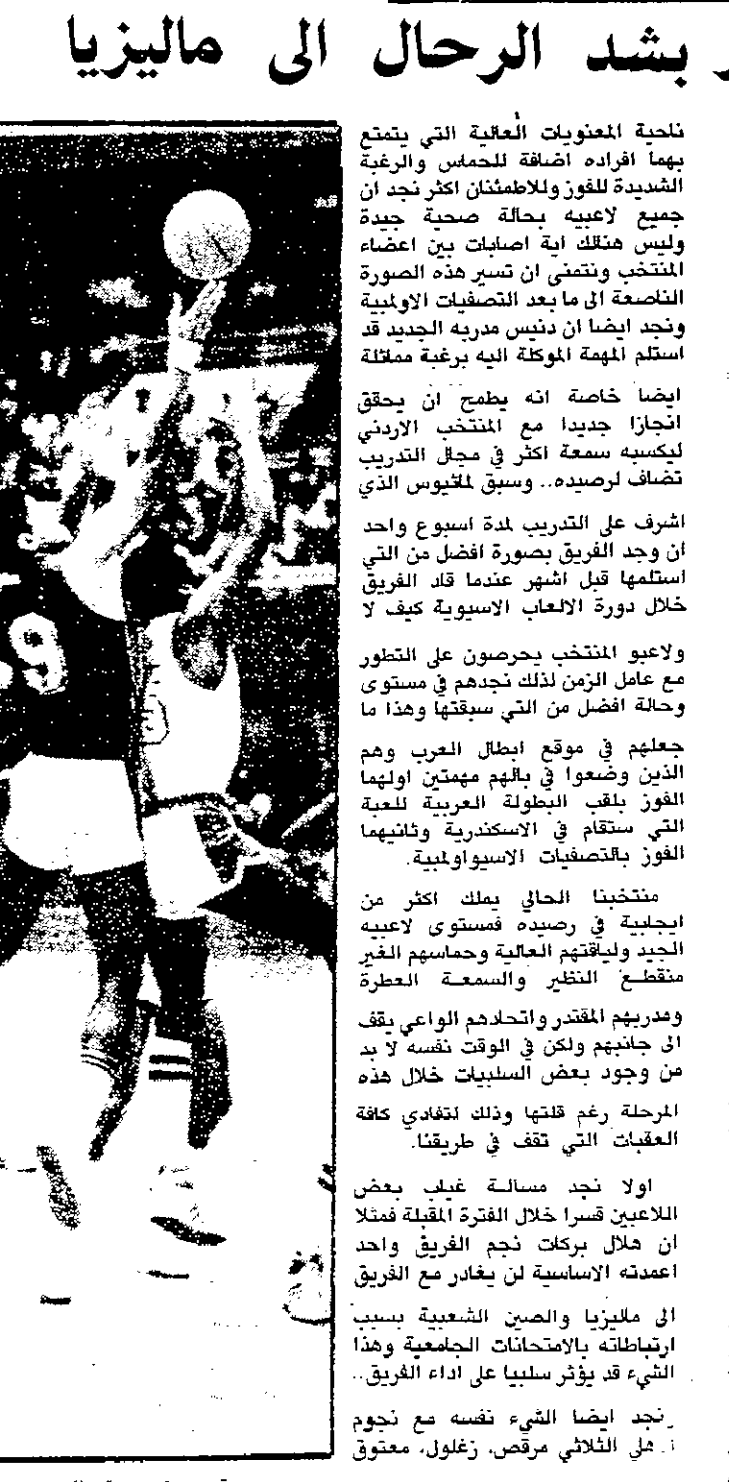 بشد الرحال الى ماليزيا
ناحية المعنويات العالية التي يتمتع
بهما افراده اضافة للحماس والرغبة
الشديدة للفوز وللاطمئنان اكثر نجد ان
جميع لاعبيه بحالة صحية جيدة
وليس هنالك اية اصابات بين اعضاء
المنتخب ونتمنى ان تسير هذه الصورة
الناصعة الى ما بعد التصفيات الاولمبية
ونجد ايضا ان دنيس مدربه الجديد قد
استلم المهمة الموكلة اليه برغبة مماثلة
ايضا خاصة انه يطمح ان يحقق
انجازا جديدا مع المنتخب الاردني
ليكسبه سمعة اكثر في مجال التدريب
تضاف لرصيده.. وسبق لماثيوس الذي
اشرف على التدريب لمدة اسبوع واحد
ان وجد الفريق بصورة افضل من التي
استلمها قبل اشهر عندما قاد الفريق
خلال دورة الالعاب الاسيوية كيف لا
ولاعبو المنتخب يحرصون على التطور
مع عامل الزمن لذلك نجدهم في مستوى
وحالة افضل من التي سبقتها وهذا ما
جعلهم في موقع ابطال العرب وهم
الذين وضعوا في بالهم مهمتين اولهما
الفوز بلقب البطولة العربية للعبة
التي ستقام في الاسكندرية وثانيهما
الفوز بالتصفيات الاسيواولمبية.
منتخبنا الحالي يملك اكثر من
ايجابية في رصيده فمستوى لاعبيه
الجيد ولياقتهم العالية وحماسهم الغير
منقطع النظير والسمعة العطرة
ومدربهم المقتدر واتحادهم الواعي يقف
الى جانبهم ولكن في الوقت نفسه لا بد
من وجود بعض السلبيات خلال هذه
المرحلة رغم قلتها وذلك لتفادي كافة
العقبات التي تقف في طريقنا.
اولا نجد مسالة غياب بعض
اللاعبين قسرا خلال الفترة المقبلة فمثلا
ان هلال بركات نجم الفريق واحد
اعمدته الاساسية لن يغادر مع الفريق
الى ماليزيا والصين الشعبية بسبب
ارتباطاته بالامتحانات الجامعية وهذا
الشيء قد يؤثر سلبيا على اداء الفريق..
نجد ايضا الشيء نفسه مع نجوم
هلي الثلاثي مرقص، زغلول، معتوق
9